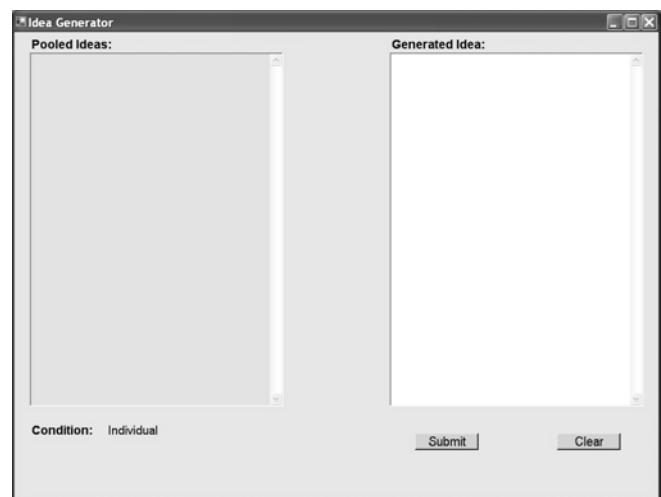 Idea Generator
Pooled Ideas: Generated Idea:
Condition: Individual
Submit Clear